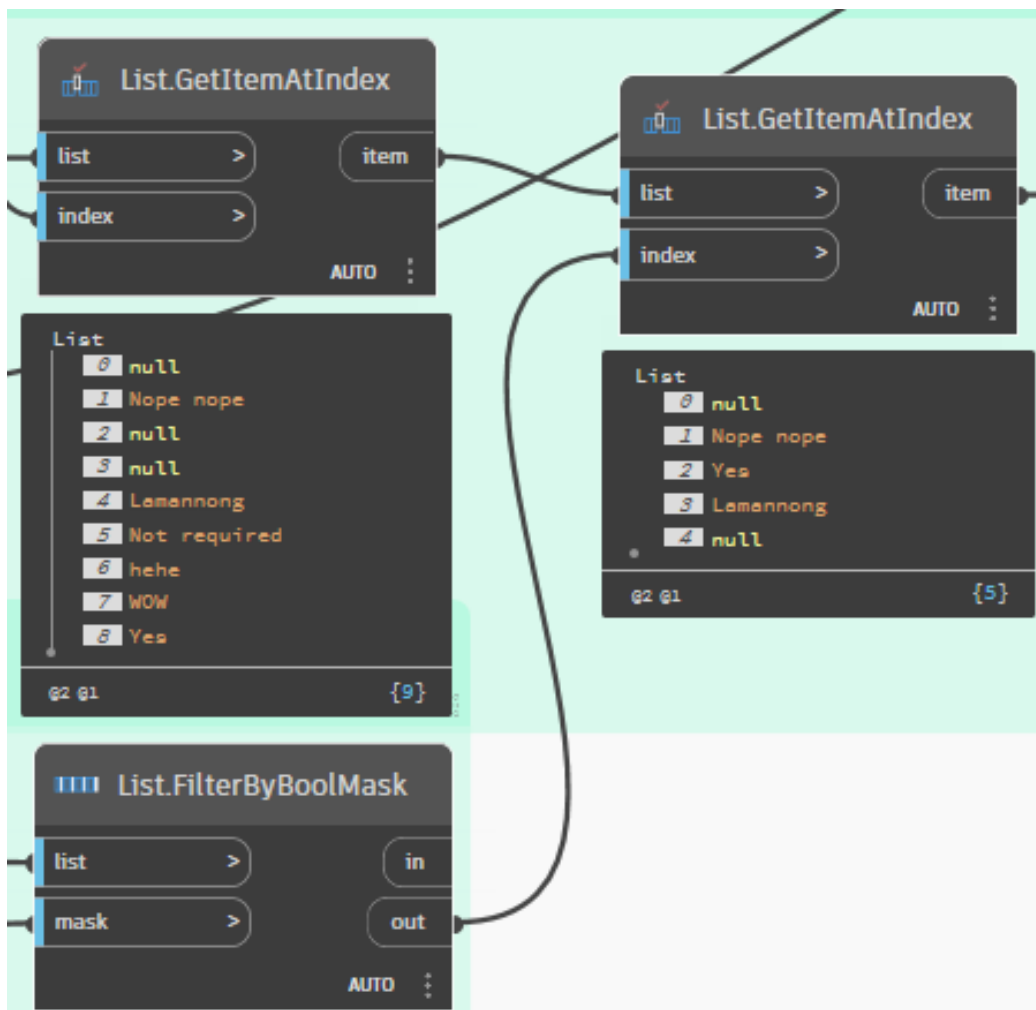 List.GetItemAtIndex
list >
item
index >
AUTO
List
0 null
1 Nope nope
2 null
3 null
4 Lamannong
5 Not required
6 hehe
7 WOW
8 Yes
@2 @1
{9}
List.GetItemAtIndex
list >
item
index >
AUTO
List
0 null
1 Nope nope
2 Yes
3 Lamannong
4 null
@2 @1
{5}
List.FilterByBoolMask
list >
in
mask >
out
AUTO